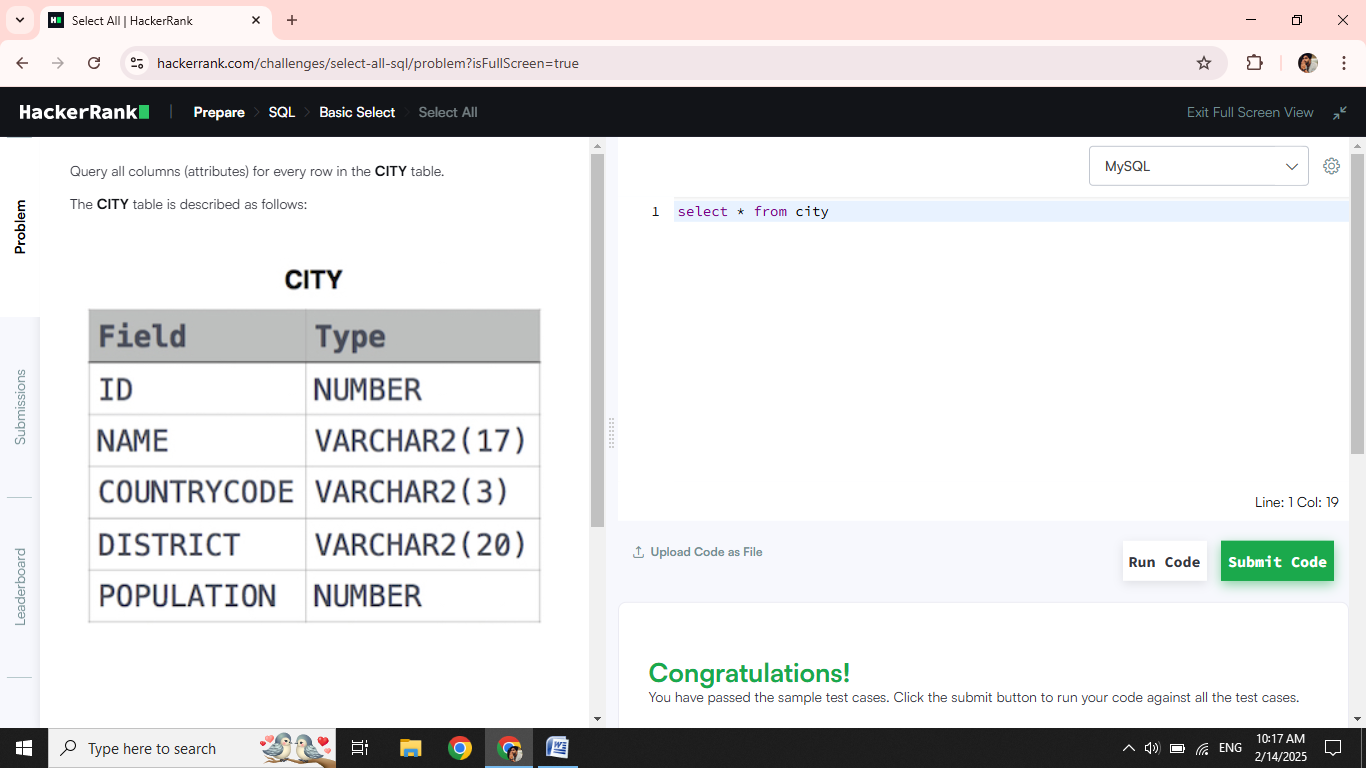 Select All | HackerRank
hackerrank.com/challenges/select-all-sql/problem?isFullScreen=true
HackerRank | Prepare > SQL > Basic Select > Select All
Exit Full Screen View
Problem
Submissions
Leaderboard
Query all columns (attributes) for every row in the CITY table.
The CITY table is described as follows:
CITY
Field Type
ID NUMBER
NAME VARCHAR2(17)
COUNTRYCODE VARCHAR2(3)
DISTRICT VARCHAR2(20)
POPULATION NUMBER
MySQL
1 select * from city
Line: 1 Col: 19
Upload Code as File
Run Code
Submit Code
Congratulations!
You have passed the sample test cases. Click the submit button to run your code against all the test cases.
Type here to search
ENG
10:17 AM
2/14/2025